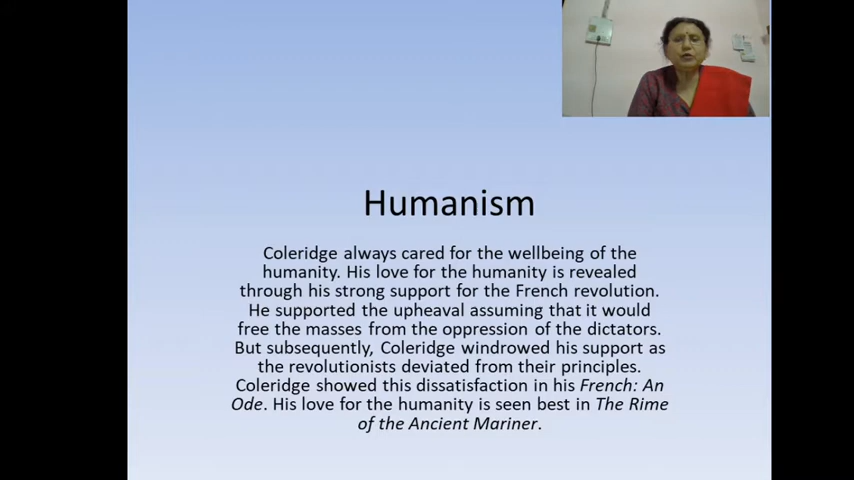 Humanism
Coleridge always cared for the wellbeing of the
humanity. His love for the humanity is revealed
through his strong support for the French revolution.
He supported the upheaval assuming that it would
free the masses from the oppression of the dictators.
But subsequently, Coleridge windrowed his support as
the revolutionists deviated from their principles.
Coleridge showed this dissatisfaction in his French: An
Ode. His love for the humanity is seen best in The Rime
of the Ancient Mariner.